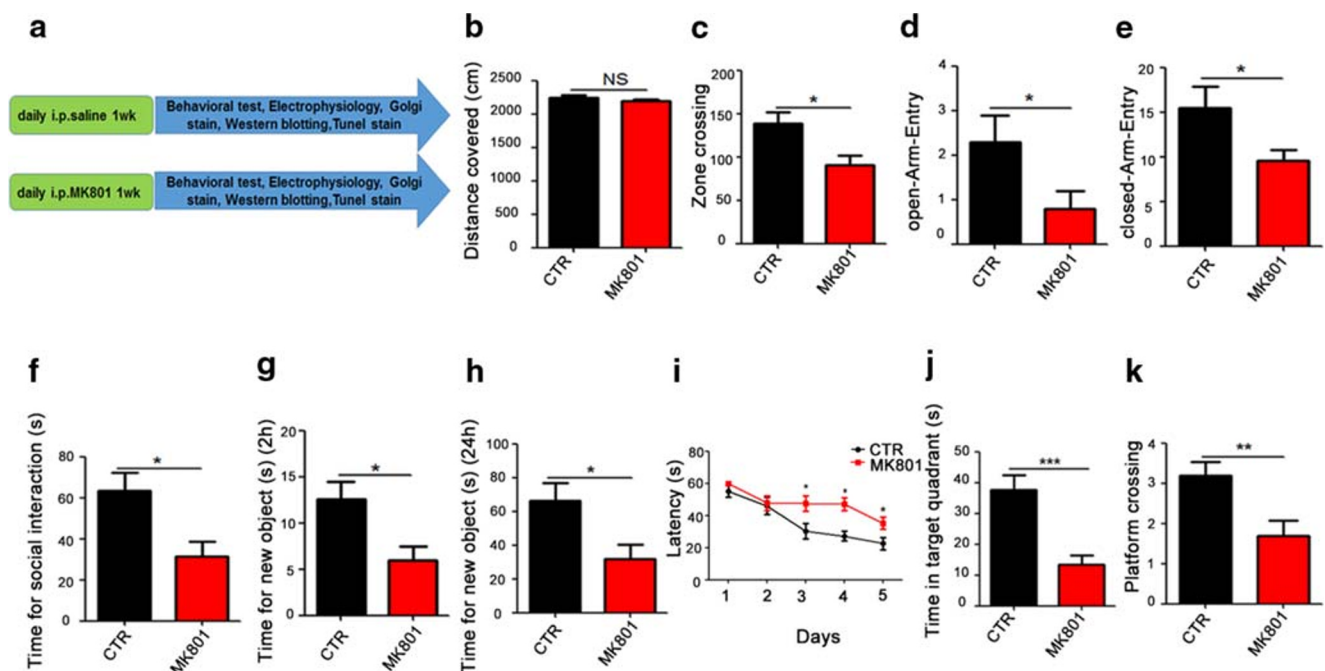 a
daily i.p.saline 1wk
Behavioral test, Electrophysiology, Golgi
stain, Western blotting,Tunel stain
daily i.p.MK801 1wk
Behavioral test, Electrophysiology, Golgi
stain, Western blotting,Tunel stain
b
Distance covered (cm)
2500
2000
1500
1000
500
0
NS
CTR
MK801
c
Zone crossing
200
150
100
50
0
*
CTR
MK801
d
open-Arm-Entry
4
3
2
1
0
*
CTR
MK801
e
closed-Arm-Entry
20
15
10
5
0
*
CTR
MK801
f
Time for social interaction (s)
80
60
40
20
0
*
CTR
MK801
g
Time for new object (s) (2h)
20
15
10
5
0
*
CTR
MK801
h
Time for new object (s) (24h)
100
80
60
40
20
0
*
CTR
MK801
i
Latency (s)
80
60
40
20
0
CTR
MK801
* * *
1 2 3 4 5
Days
j
Time in target quadrant (s)
50
40
30
20
10
0
***
CTR
MK801
k
Platform crossing
4
3
2
1
0
**
CTR
MK801